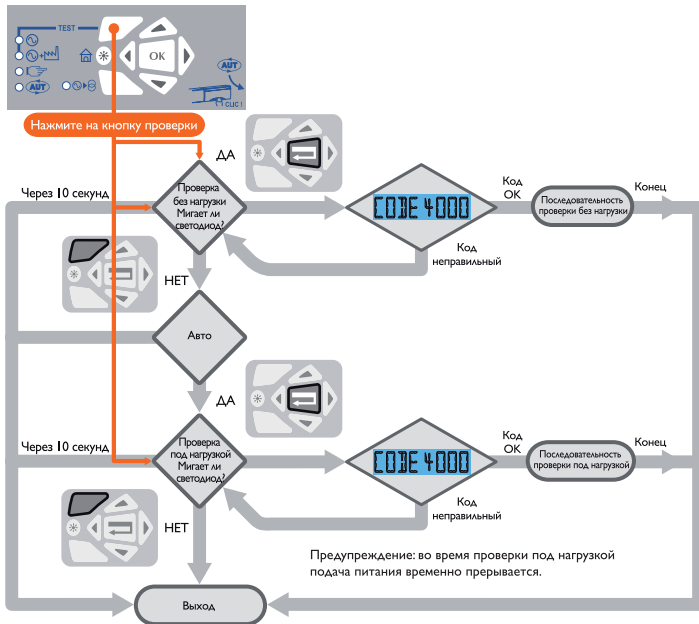 TEST
OK
AUT
AUT
CLIC !
Нажмите на кнопку проверки
ДА
Через 10 секунд
Проверка
без нагрузки
Мигает ли
светодиод?
CODE 4000
Код
OK
Последовательность
проверки без нагрузки
Конец
Код
неправильный
НЕТ
Авто
ДА
Через 10 секунд
Проверка
под нагрузкой
Мигает ли
светодиод?
CODE 4000
Код
OK
Последовательность
проверки под нагрузкой
Конец
Код
неправильный
НЕТ
Предупреждение: во время проверки под нагрузкой
подача питания временно прерывается.
Выход